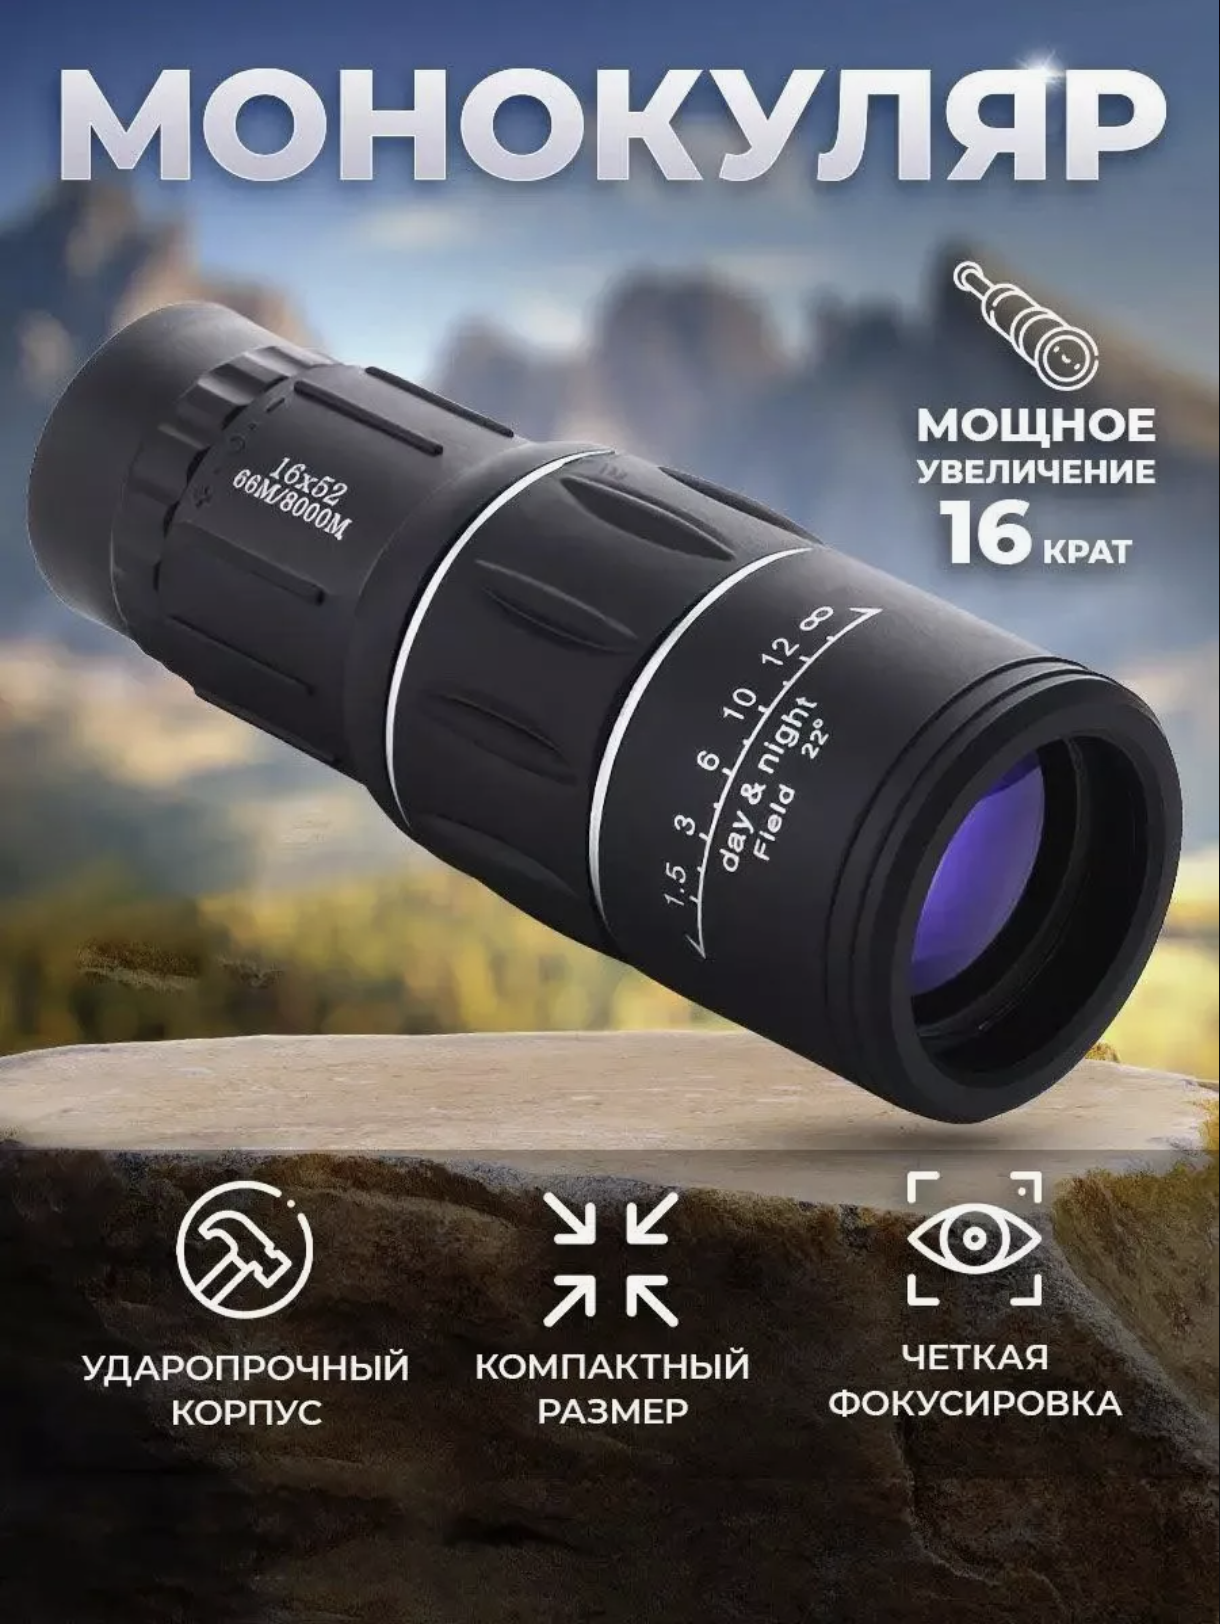 МОНОКУЛЯР
МОЩНОЕ
УВЕЛИЧЕНИЕ
16 КРАТ
16x52
66M/8000M
1.5 3 6 10 12 ∞
day & night
Field 22°
УДАРОПРОЧНЫЙ
КОРПУС
КОМПАКТНЫЙ
РАЗМЕР
ЧЕТКАЯ
ФОКУСИРОВКА